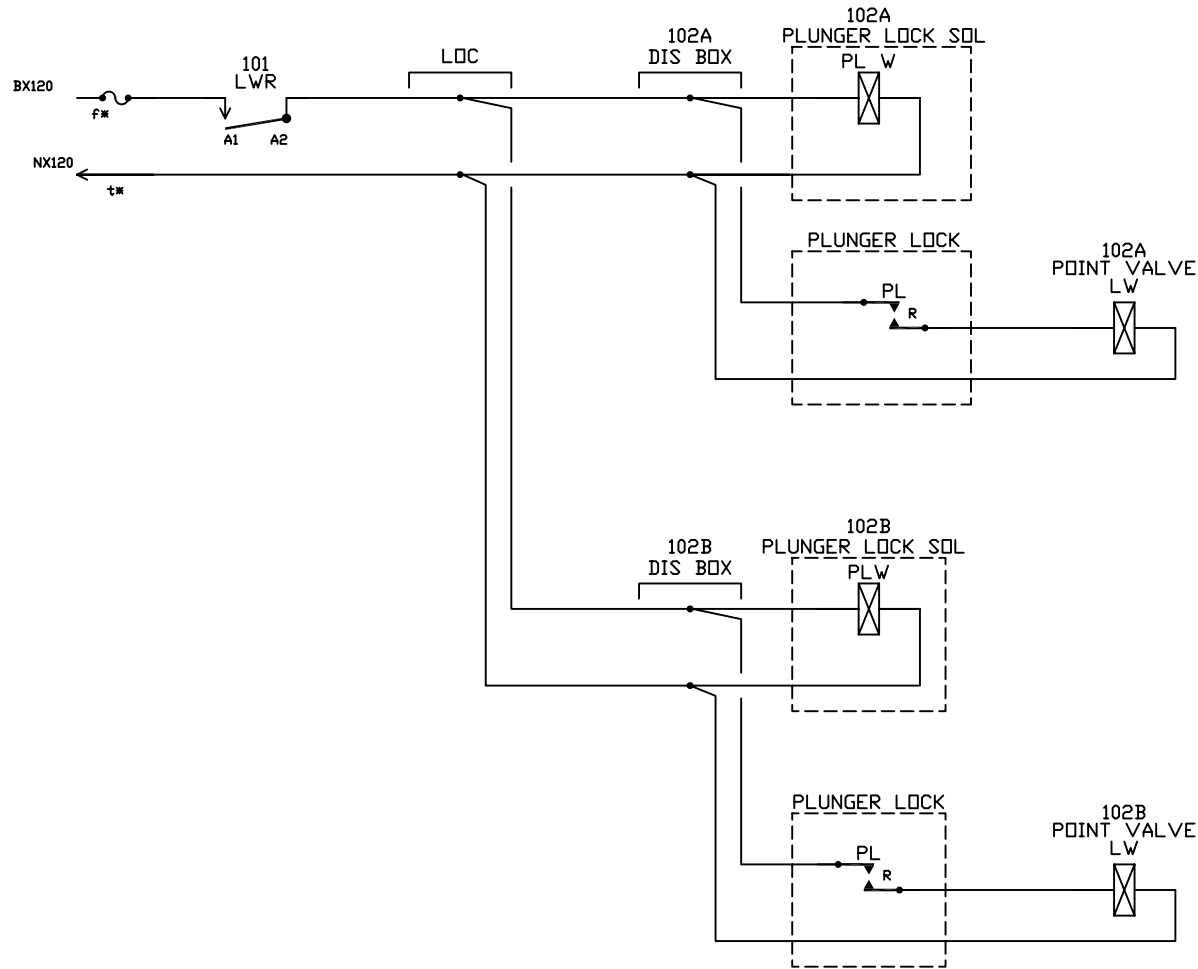 102A
PLUNGER LOCK SOL
PL W
102A
DIS BOX
LOC
101
LWR
BX120
f*
A1
A2
NX120
t*
PLUNGER LOCK
PL
R
102A
POINT VALVE
LW
102B
PLUNGER LOCK SOL
PLW
102B
DIS BOX
PLUNGER LOCK
PL
R
102B
POINT VALVE
LW